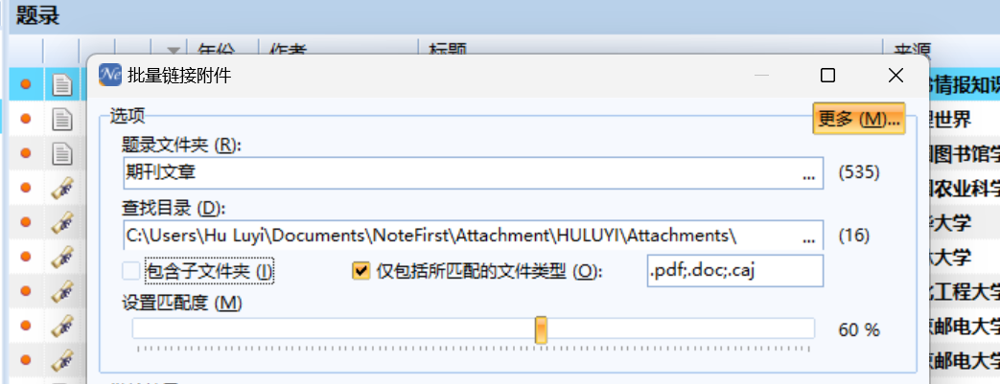 题录
年份 作者 标题 来源
批量链接附件
选项
更多 (M)...
题录文件夹 (R):
期刊文章 ... (535)
查找目录 (D):
C:\Users\Hu Luyi\Documents\NoteFirst\Attachment\HULUYI\Attachments\ ... (16)
包含子文件夹 (I) 仅包括所匹配的文件类型 (O): .pdf;.doc;.caj
设置匹配度 (M)
60 %
情报知识
世界
图书馆学
农业科学
大学
大学
工程大学
邮电大学
邮电大学